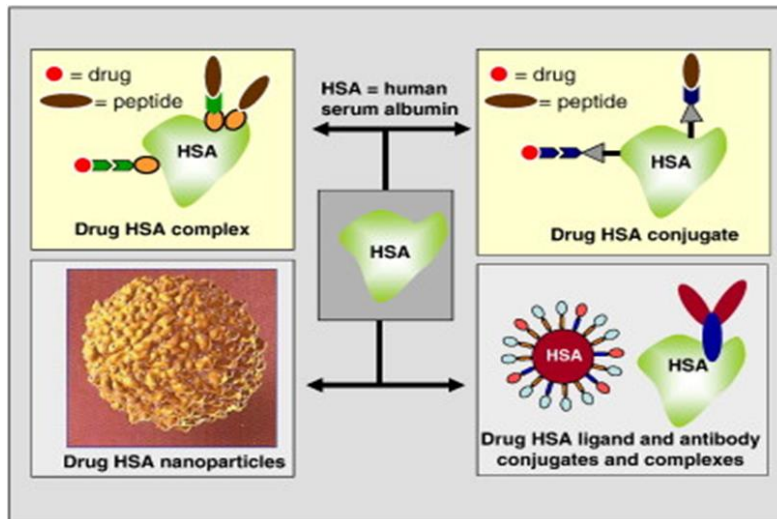 = drug
= peptide
HSA
Drug HSA complex
HSA = human
serum albumin
= drug
= peptide
HSA
Drug HSA conjugate
HSA
Drug HSA nanoparticles
HSA
HSA
Drug HSA ligand and antibody
conjugates and complexes